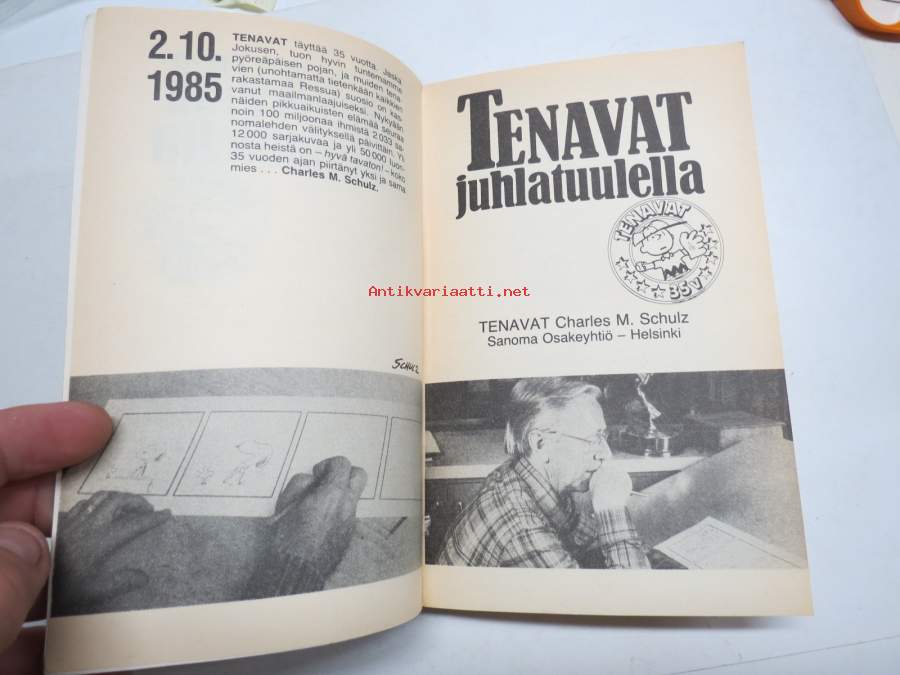 2.10.
1985
TENAVAT täyttää 35 vuotta. Jaska
Jokusen, tuon hyvin tuntemamme
pyöreäpäisen pojan, ja muiden tena-
vien (unohtamatta tietenkään kaikkien
rakastamaa Ressua) suosio on kas-
vanut maailmanlaajuiseksi. Nykyään
näiden pikkuaikuisten elämää seuraa
noin 100 miljoonaa ihmistä 2 033 sa-
nomalehden välityksellä päivittäin. Yli
12 000 sarjakuvaa ja yli 50 000 luon-
nosta heistä on – hyvä tavaton! – koko
35 vuoden ajan piirtänyt yksi ja sama
mies . . . Charles M. Schulz.
SCHULZ
TENAVAT
juhlatuulella
TENAVAT
35V
TENAVAT Charles M. Schulz
Sanoma Osakeyhtiö – Helsinki
Antikvariaatti.net